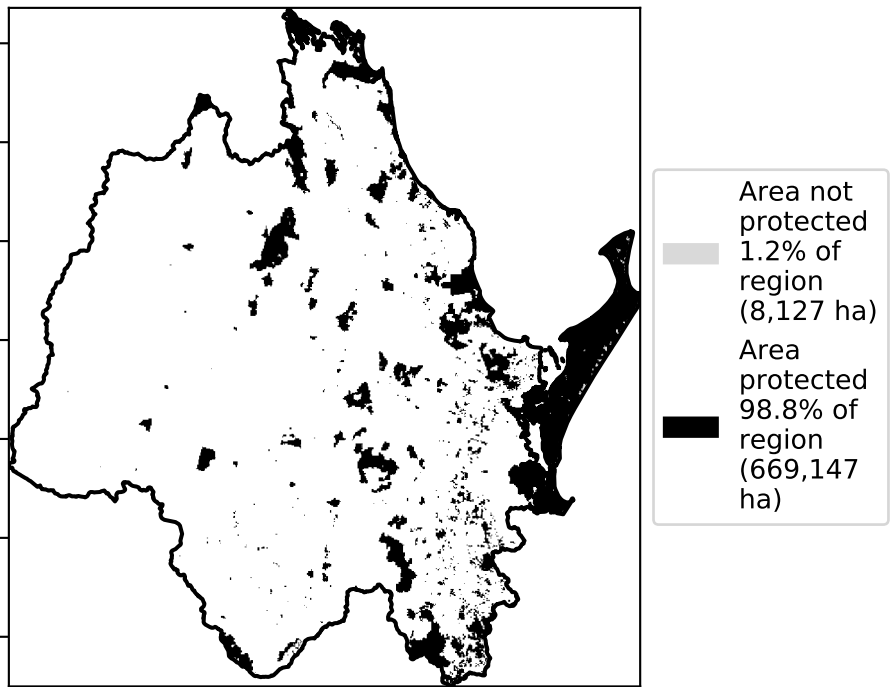 Area not
protected
1.2% of
region
(8,127 ha)
Area
protected
98.8% of
region
(669,147
ha)